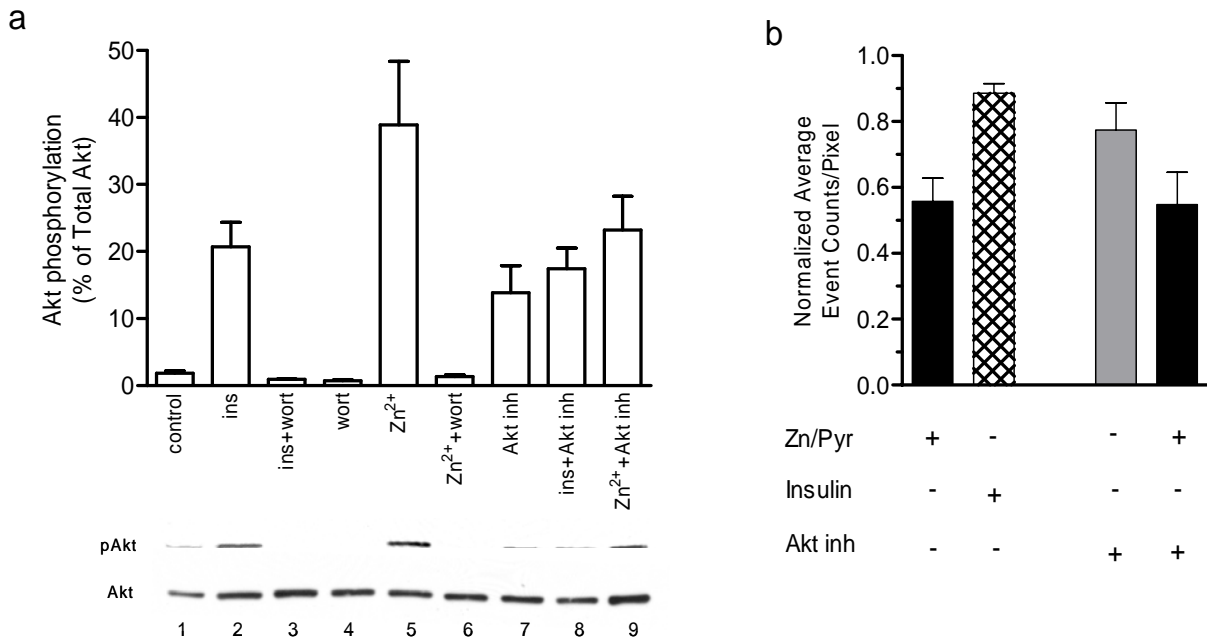 a
50
40
30
20
10
0
Akt phosphorylation
(% of Total Akt)
control
ins
ins+wort
wort
Zn²⁺
Zn²⁺+wort
Akt inh
ins+Akt inh
Zn²⁺+Akt inh
pAkt
Akt
1 2 3 4 5 6 7 8 9
b
1.0
0.8
0.6
0.4
0.2
0.0
Normalized Average
Event Counts/Pixel
Zn/Pyr + - - +
Insulin - + - -
Akt inh - - + +